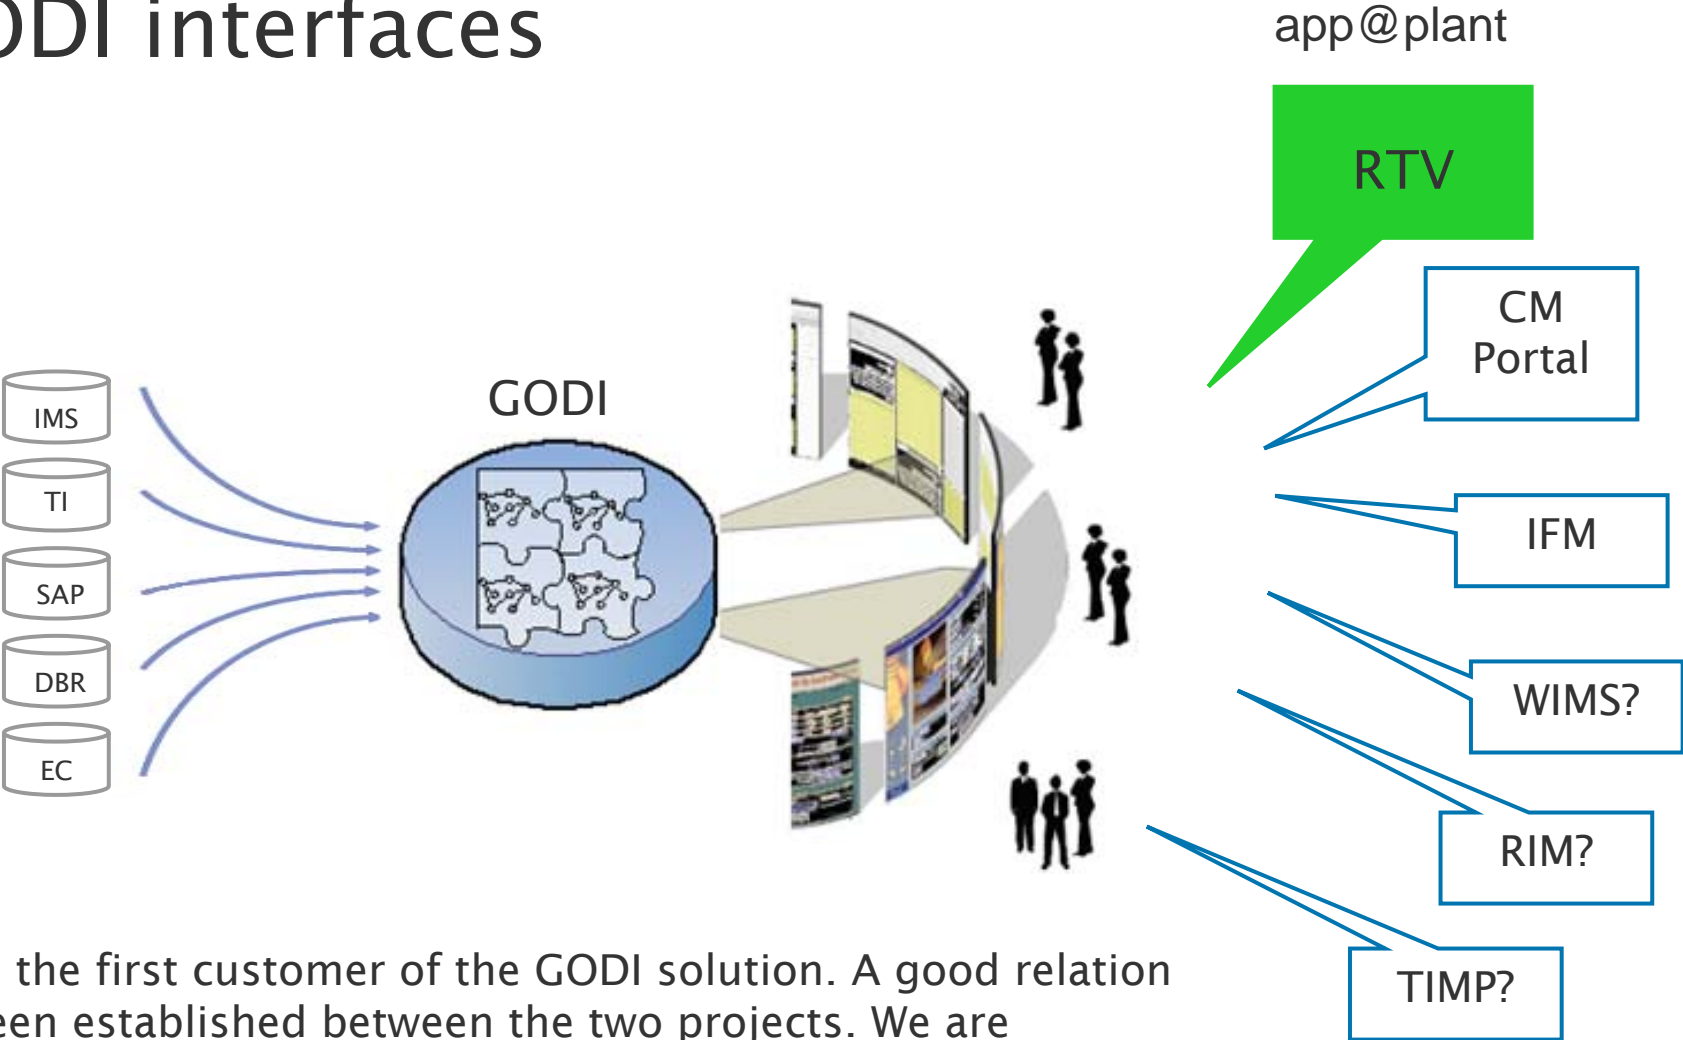 ODI interfaces
app@plant
RTV
CM
Portal
IFM
WIMS?
RIM?
TIMP?
GODI
IMS
TI
SAP
DBR
EC
the first customer of the GODI solution. A good relation
een established between the two projects. We are